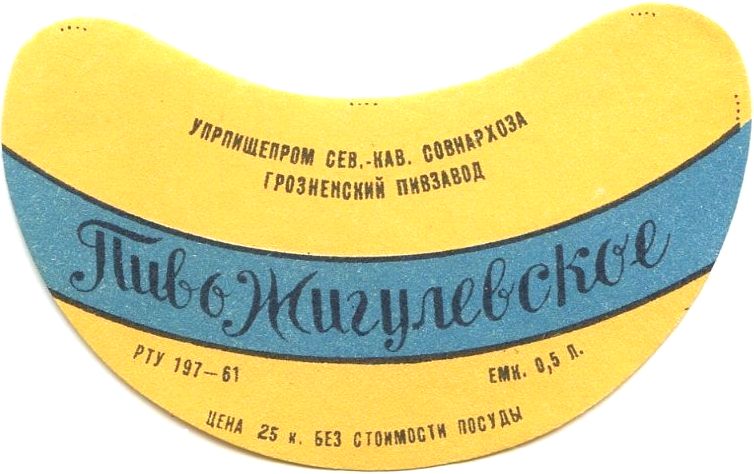 УПРПИЩЕПРОМ СЕВ.-КАВ. СОВНАРХОЗА
ГРОЗНЕНСКИЙ ПИВЗАВОД
Пиво Жигулевское
РТУ 197-61
ЕМК. 0,5 Л.
ЦЕНА 25 К. БЕЗ СТОИМОСТИ ПОСУДЫ